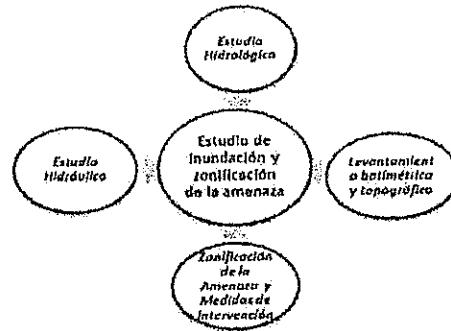 Estudio
Hidrológico
Estudio
Hidráulico
Estudio de
inundación y
zonificación
de la amenaza
Levantamient
o batimétrico
y topográfico
Zonificación
de la
Amenaza y
Medidas de
Intervención